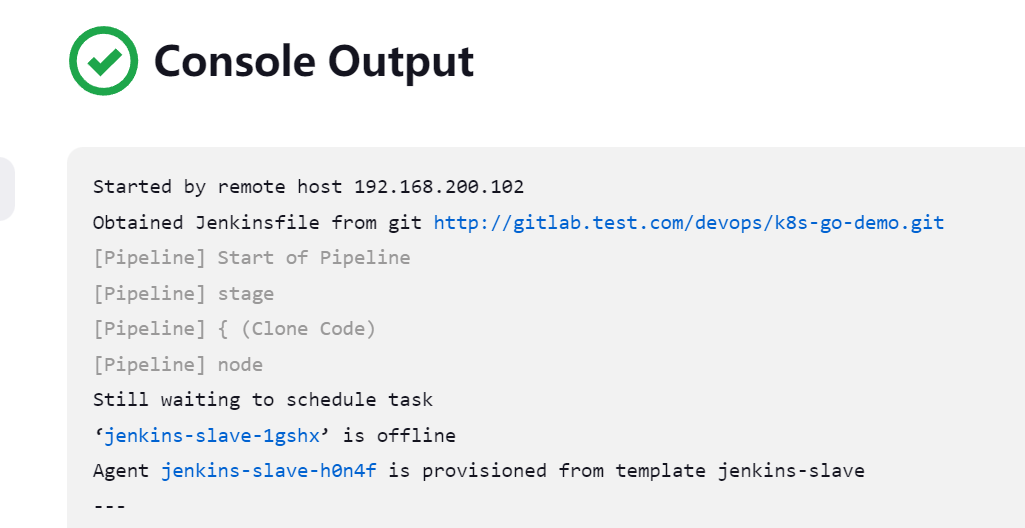 Console Output
Started by remote host 192.168.200.102
Obtained Jenkinsfile from git http://gitlab.test.com/devops/k8s-go-demo.git
[Pipeline] Start of Pipeline
[Pipeline] stage
[Pipeline] { (Clone Code)
[Pipeline] node
Still waiting to schedule task
‘jenkins-slave-1gshx’ is offline
Agent jenkins-slave-h0n4f is provisioned from template jenkins-slave
---